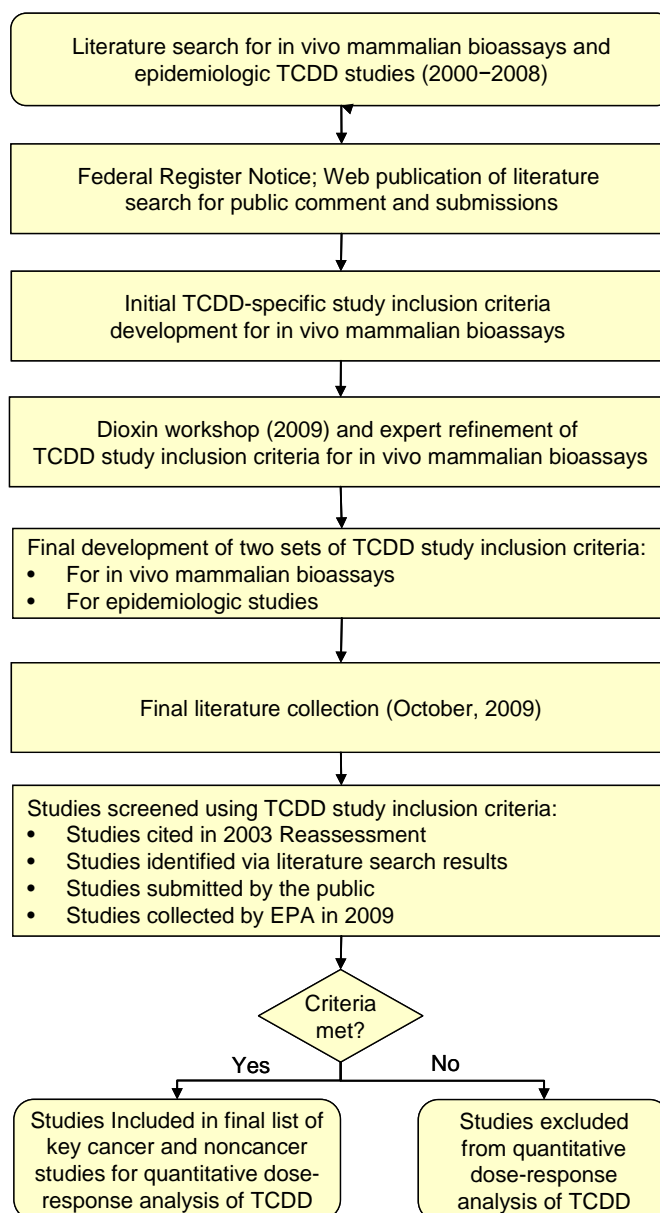 Literature search for in vivo mammalian bioassays and
epidemiologic TCDD studies (2000−2008)
Federal Register Notice; Web publication of literature
search for public comment and submissions
Initial TCDD-specific study inclusion criteria
development for in vivo mammalian bioassays
Dioxin workshop (2009) and expert refinement of
TCDD study inclusion criteria for in vivo mammalian bioassays
Final development of two sets of TCDD study inclusion criteria:
• For in vivo mammalian bioassays
• For epidemiologic studies
Final literature collection (October, 2009)
Studies screened using TCDD study inclusion criteria:
• Studies cited in 2003 Reassessment
• Studies identified via literature search results
• Studies submitted by the public
• Studies collected by EPA in 2009
Criteria
met?
Yes
No
Studies Included in final list of
key cancer and noncancer
studies for quantitative dose-
response analysis of TCDD
Studies excluded
from quantitative
dose-response
analysis of TCDD